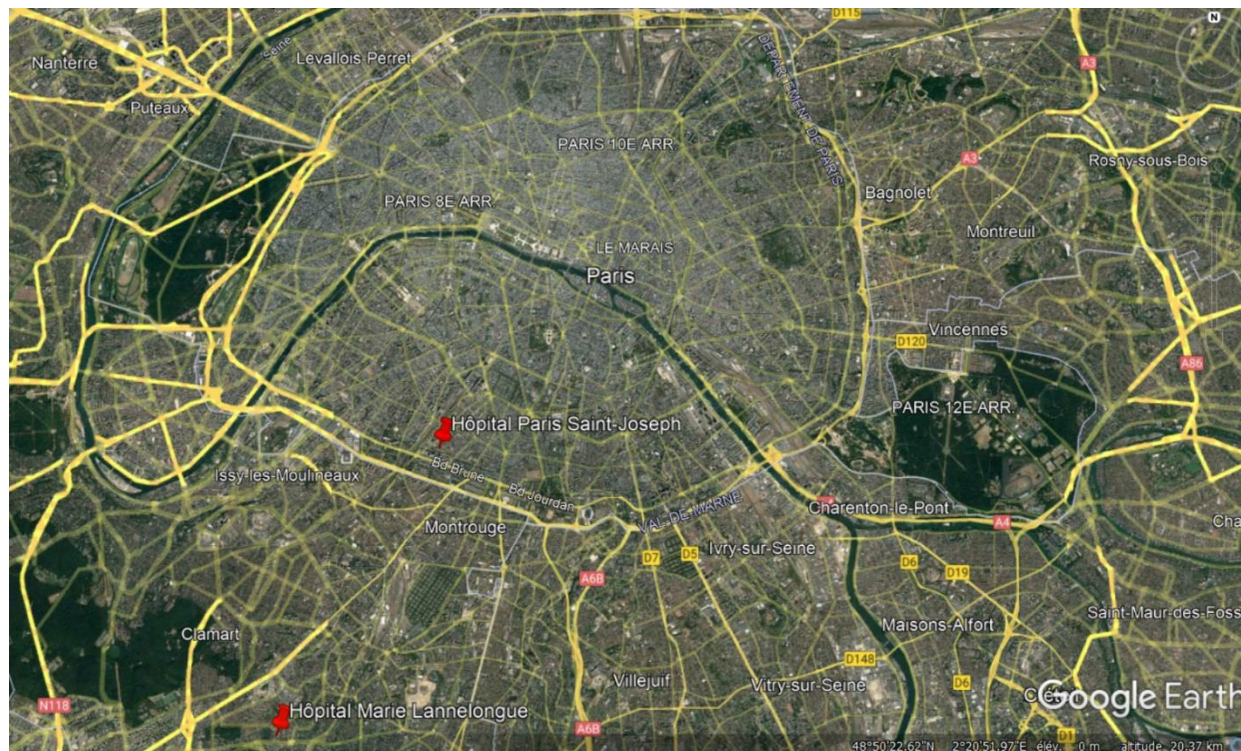 D115
N
Seine
Levallois Perret
Nanterre
A3
DÉPARTEMENT DE PARIS
Puteaux
PARIS 10E ARR.
A3
Rosny-sous-Bois
Bagnolet
PARIS 8E ARR.
Montreuil
LE MARAIS
Paris
Vincennes
D120
A86
PARIS 12E ARR.
Hôpital Paris Saint-Joseph
Issy-les-Moulineaux
Bd Brune
Bd Jourdan
Charenton-le-Pont
VAL DE MARNE
Montrouge
A4
Cha
Ivry-sur-Seine
D7
D5
D6
D19
A6B
Saint-Maur-des-Foss
Clamart
Maisons-Alfort
D148
Villejuif
Vitry-sur-Seine
D6
N118
Hôpital Marie Lannelongue
Google Earth
A6B
D1
48°50'22.62"N 2°20'51.97"E élév. 0 m altitude 20.37 km